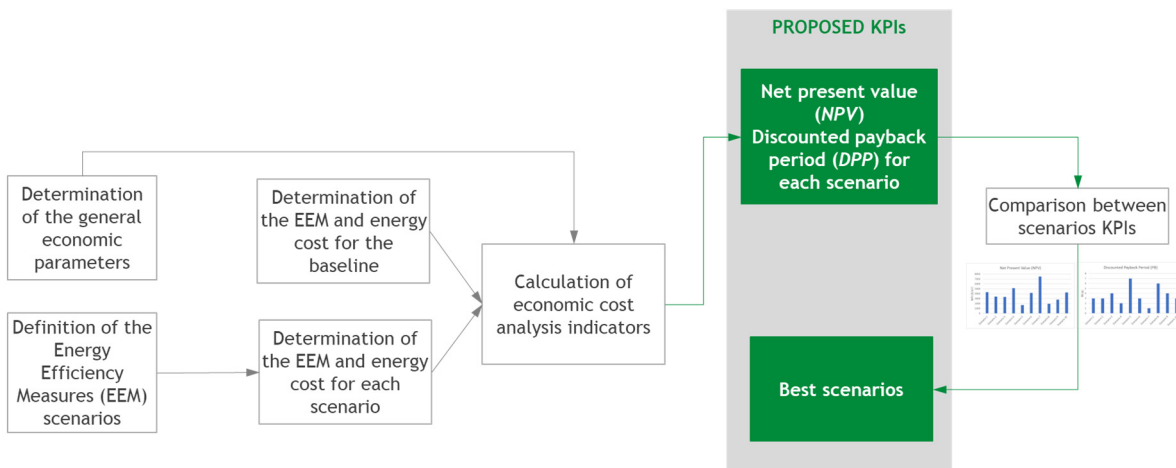 PROPOSED KPIs
Net present value
(NPV)
Discounted payback
period (DPP) for
each scenario
Determination
of the general
economic
parameters
Determination of
the EEM and energy
cost for the
baseline
Comparison between
scenarios KPIs
Calculation of
economic cost
analysis indicators
Net Present Value (NPV)
Discounted Payback Period (PB)
Definition of the
Energy
Efficiency
Measures (EEM)
scenarios
Determination of
the EEM and energy
cost for each
scenario
Best scenarios